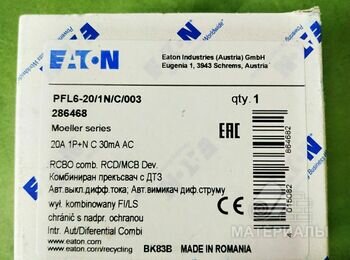 EATON
Eaton Industries (Austria) GmbH
Eugenia 1, 3943 Schrems, Austria
PFL6-20/1N/C/003
286468
qty. 1
Moeller series
20A 1P+N C 30mA AC
EAC
RCBO comb. RCD/MCB Dev.
Комбиниран прекъсвач с ДТЗ
Авт.выкл.дифф.тока; Авт.вимикач диф.струму
wył. kombinowany FI/LS
chránič s nadpr. ochranou
Intr. Aut/Diferential Combi
CE
www.eaton.com
www.eaton.com/recycling
BK83B
MADE IN ROMANIA
МАТЕРИАЛЫ